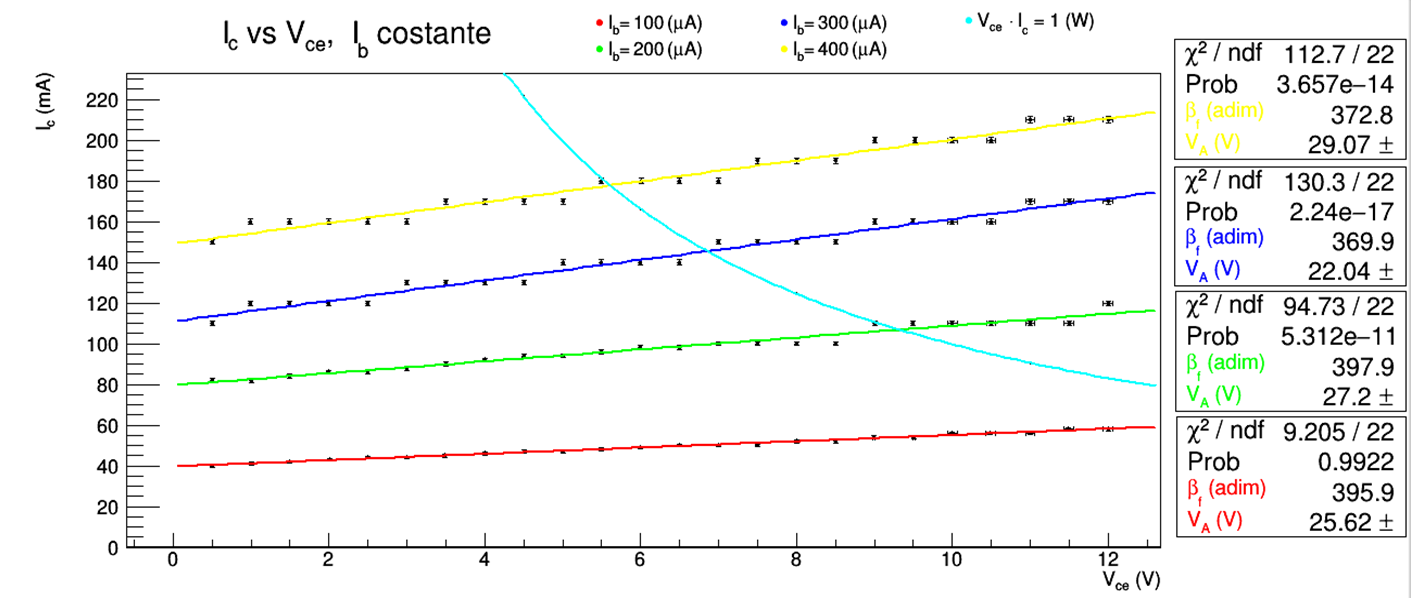 I_c vs V_ce, I_b costante
I_b= 100 (μA)
I_b= 200 (μA)
I_b= 300 (μA)
I_b= 400 (μA)
V_ce · I_c = 1 (W)
I_c (mA)
220
200
180
160
140
120
100
80
60
40
20
0
0 2 4 6 8 10 12
V_ce (V)
χ² / ndf 112.7 / 22
Prob 3.657e−14
β_f (adim) 372.8
V_A (V) 29.07 ±
χ² / ndf 130.3 / 22
Prob 2.24e−17
β_f (adim) 369.9
V_A (V) 22.04 ±
χ² / ndf 94.73 / 22
Prob 5.312e−11
β_f (adim) 397.9
V_A (V) 27.2 ±
χ² / ndf 9.205 / 22
Prob 0.9922
β_f (adim) 395.9
V_A (V) 25.62 ±